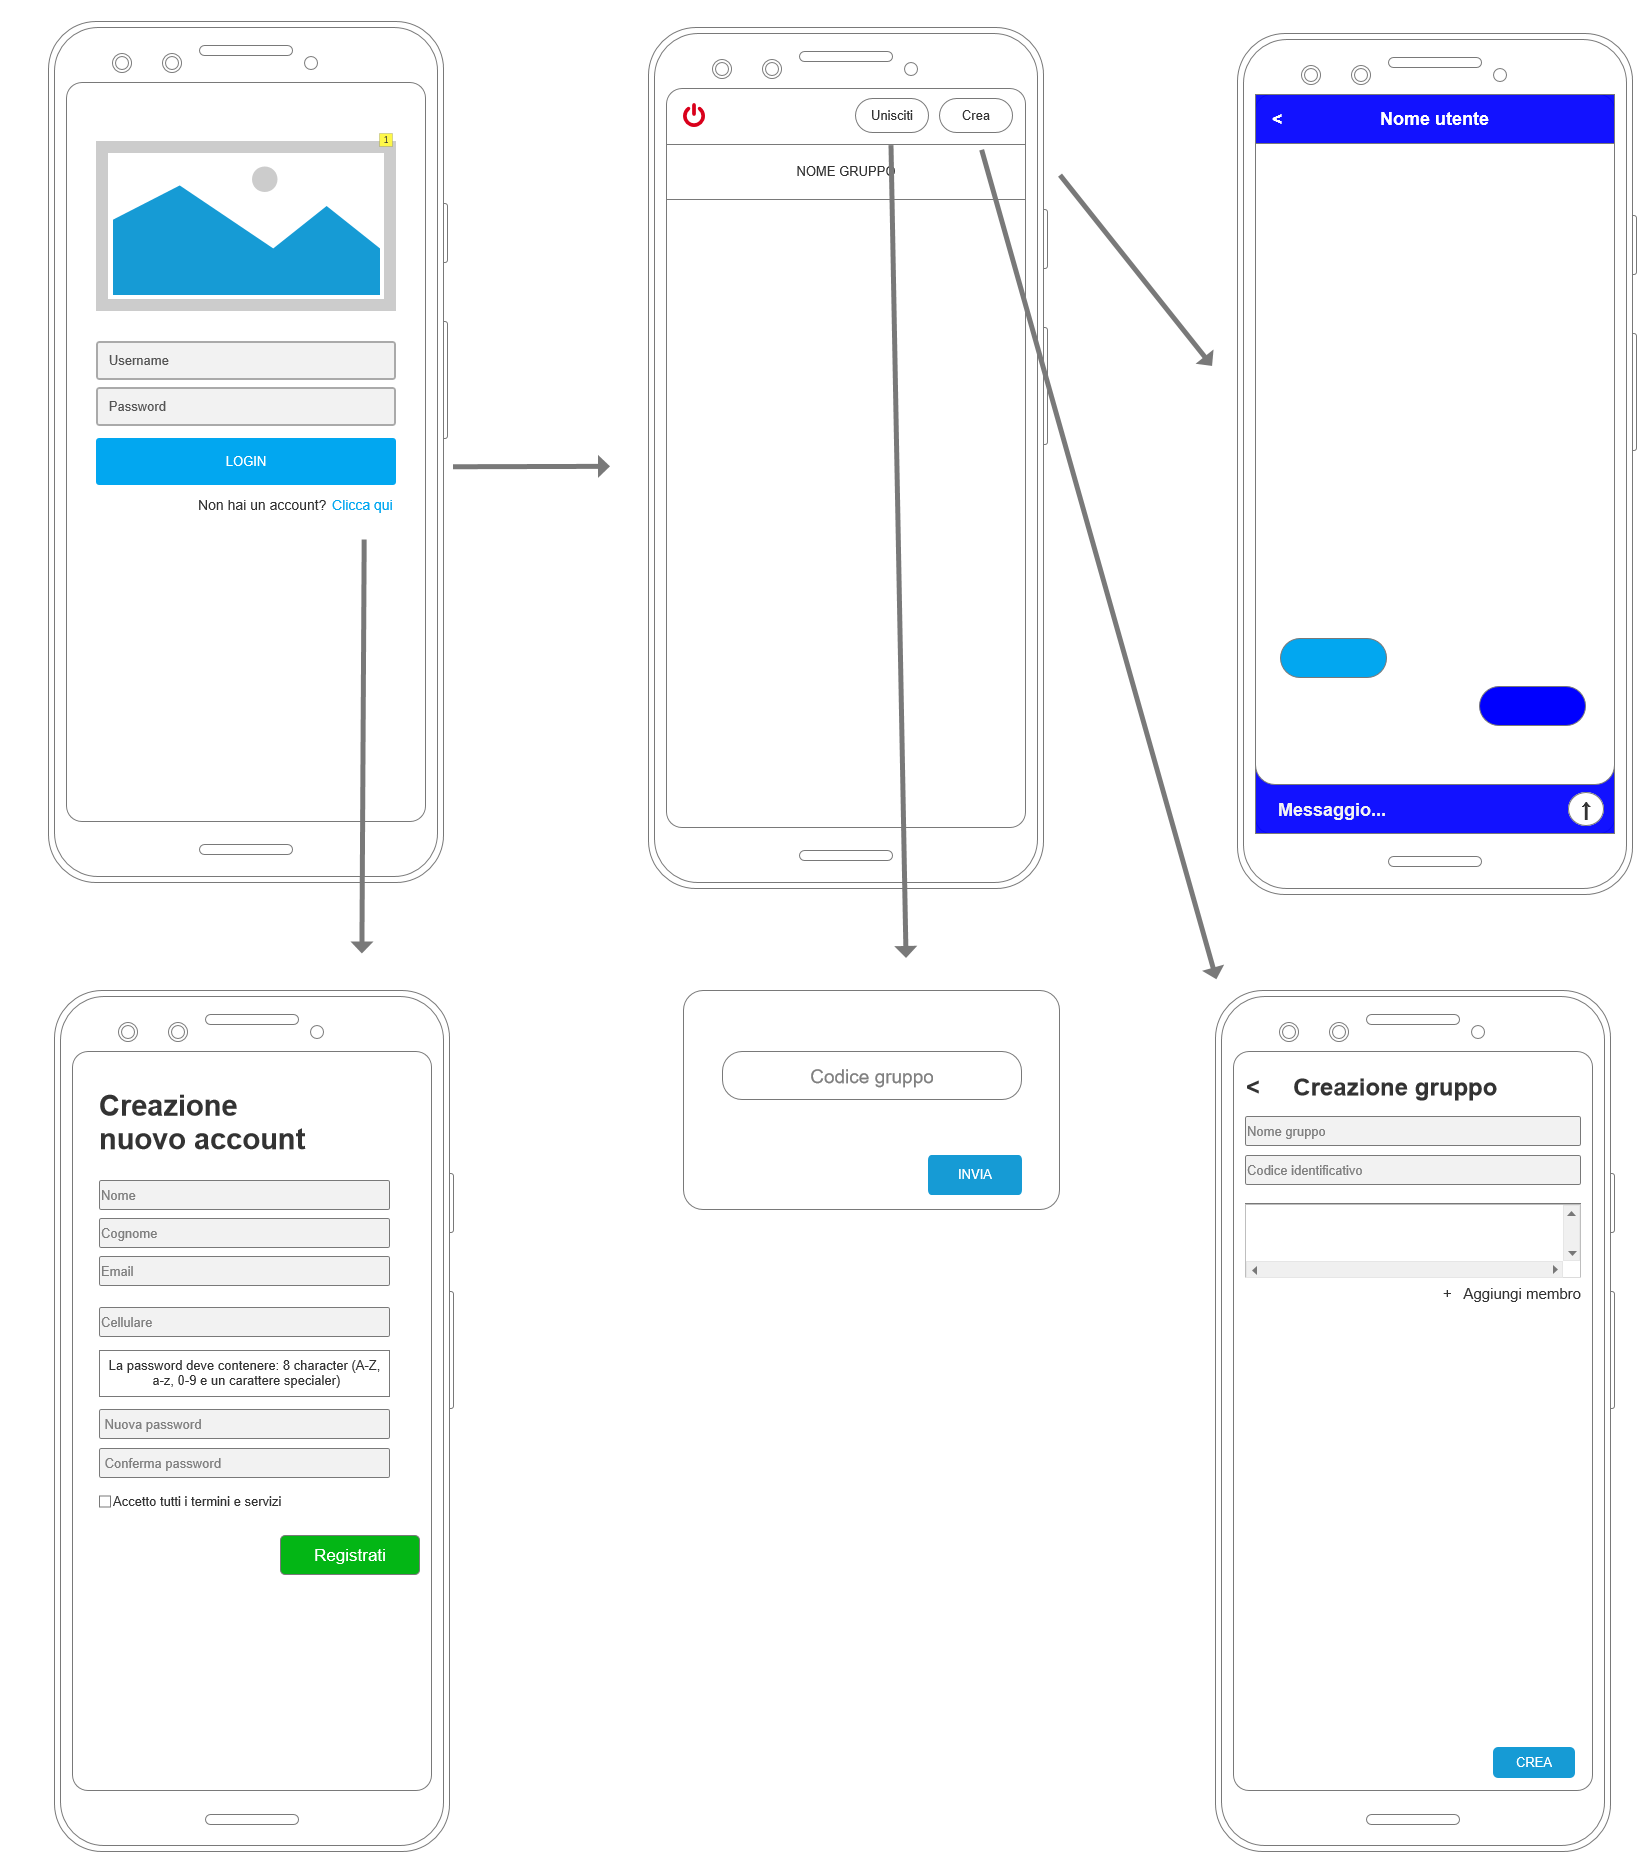 1
Username
Password
LOGIN
Non hai un account? Clicca qui
Unisciti
Crea
NOME GRUPPO
<
Nome utente
Messaggio...
Creazione
nuovo account
Nome
Cognome
Email
Cellulare
La password deve contenere: 8 character (A-Z,
a-z, 0-9 e un carattere specialer)
Nuova password
Conferma password
Accetto tutti i termini e servizi
Registrati
Codice gruppo
INVIA
<
Creazione gruppo
Nome gruppo
Codice identificativo
+ Aggiungi membro
CREA